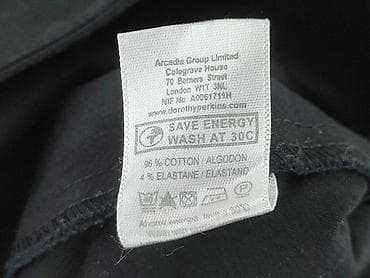 Arcadia Group Limited
Colegrave House
70 Berners Street
London W1T 3NL
NIF No. A0061711H
www.dorothyperkins.com
SAVE ENERGY
WASH AT 30C
96 % COTTON / ALGODON
4 % ELASTANE / ELASTANO